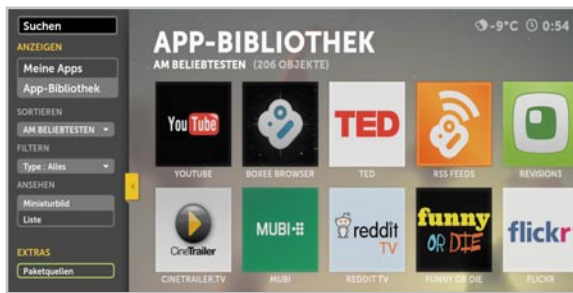 Suchen
ANZEIGEN
Meine Apps
App-Bibliothek
SORTIEREN
AM BELIEBTESTEN
FILTERN
Type : Alles
ANSEHEN
Miniaturbild
Liste
EXTRAS
Paketquellen
-9°C 0:54
APP-BIBLIOTHEK
AM BELIEBTESTEN (206 OBJEKTE)
You Tube
TED
YOUTUBE
BOXEE BROWSER
TED
RSS FEEDS
REVISION3
CineTrailer
MUBI
reddit TV
funny OR DIE
flickr
CINETRAILER.TV
MUBI
REDDIT TV
FUNNY OR DIE
FLICKR